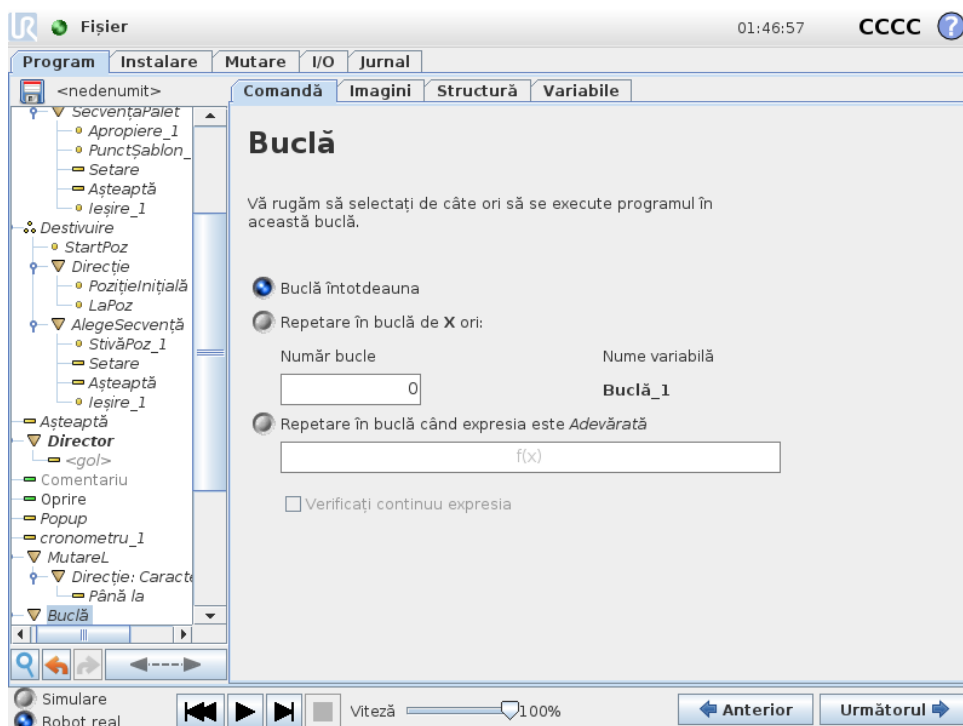 UR Fișier 01:46:57 CCCC ?
Program Instalare Mutare I/O Jurnal
<nedenumit> Comandă Imagini Structură Variabile
SecvențaPalet
Apropiere_1
PunctȘablon_
Setare
Așteaptă
Ieșire_1
Destivuire
StartPoz
Direcție
PozițieInițială
LaPoz
AlegeSecvență
StivăPoz_1
Setare
Așteaptă
Ieșire_1
Așteaptă
Director
<gol>
Comentariu
Oprire
Popup
cronometru_1
MutareL
Direcție: Caracte
Până la
Buclă
Buclă
Vă rugăm să selectați de câte ori să se execute programul în
această buclă.
Buclă întotdeauna
Repetare în buclă de X ori:
Număr bucle Nume variabilă
0 Buclă_1
Repetare în buclă când expresia este Adevărată
f(x)
Verificați continuu expresia
Simulare
Robot real
Viteză 100%
Anterior Următorul